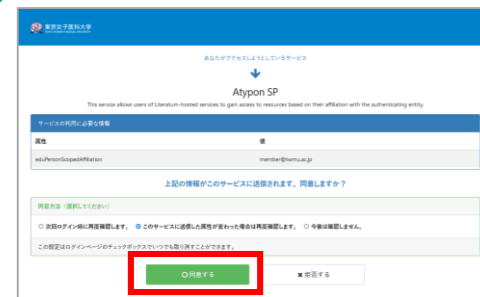 東京女子医科大学
あなたがアクセスしようとしているサービス
Atypon SP
This service allows users of Literatum-hosted services to gain access to resources based on their affiliation with the authenticating entity.
サービスの利用に必要な情報
属性 値
eduPersonScopedAffiliation member@twmu.ac.jp
上記の情報がこのサービスに送信されます。同意しますか？
同意方法（選択してください）
次回ログイン時に再度確認します。 このサービスに送信した属性が変わった場合は再度確認します。 今後は確認しません。
この設定はログインページのチェックボックスでいつでも取り消すことができます。
同意する 拒否する